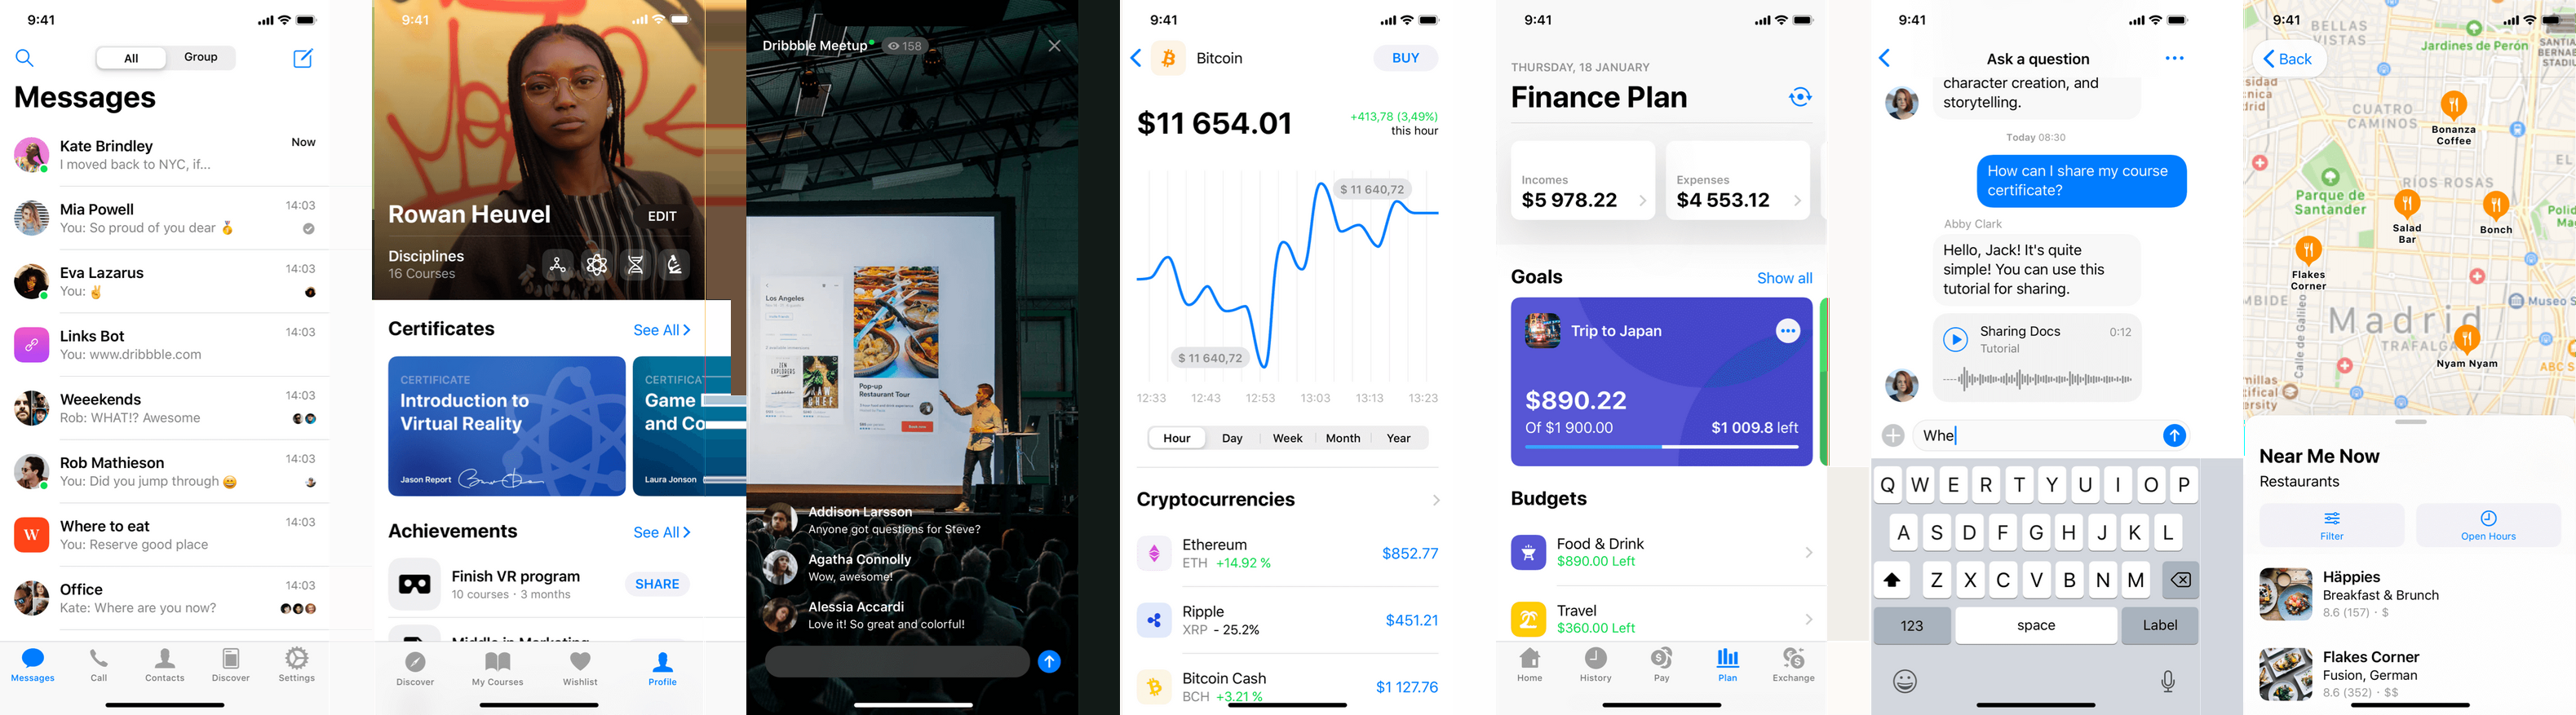 9:41
All
Group
Messages
Kate Brindley
Now
I moved back to NYC, if...
Mia Powell
14:03
You: So proud of you dear 🏅
Eva Lazarus
14:03
You: ✌️
Links Bot
14:03
You: www.dribbble.com
Weeekends
14:03
Rob: WHAT!? Awesome
Rob Mathieson
14:03
You: Did you jump through 😄
W
Where to eat
14:03
You: Reserve good place
Office
14:03
Kate: Where are you now?
Messages
Call
Contacts
Discover
Settings
9:41
Rowan Heuvel
EDIT
Disciplines
16 Courses
Certificates
See All
CERTIFICATE
Introduction to
Virtual Reality
Jason Report
CERTIFICA
Game
and Co
Laura Jonson
Achievements
See All
Finish VR program
10 courses · 3 months
SHARE
Middle in Marketing
Discover
My Courses
Wishlist
Profile
Dribbble Meetup
158
Los Angeles
Pop-up
Restaurant Tour
Addison Larsson
Anyone got questions for Steve?
Agatha Connolly
Wow, awesome!
Alessia Accardi
Love it! So great and colorful!
9:41
Bitcoin
BUY
$11 654.01
+413,78 (3,49%)
this hour
$ 11 640,72
$ 11 640,72
12:33
12:43
12:53
13:03
13:13
13:23
Hour
Day
Week
Month
Year
Cryptocurrencies
Ethereum
ETH +14.92 %
$852.77
Ripple
XRP - 25.2%
$451.21
Bitcoin Cash
BCH +3.21 %
$1 127.76
9:41
THURSDAY, 18 JANUARY
Finance Plan
Incomes
$5 978.22
Expenses
$4 553.12
Goals
Show all
Trip to Japan
$890.22
Of $1 900.00
$1 009.8 left
Budgets
Food & Drink
$890.00 Left
Travel
$360.00 Left
Home
History
Pay
Plan
Exchange
9:41
Ask a question
character creation, and
storytelling.
Today 08:30
How can I share my course
certificate?
Abby Clark
Hello, Jack! It's quite
simple! You can use this
tutorial for sharing.
Sharing Docs
0:12
Tutorial
Whe
Q W E R T Y U I O P
A S D F G H J K L
Z X C V B N M
123
space
Label
9:41
Back
BELLAS
VISTAS
Jardines de Perón
CUATRO
CAMINOS
Bonanza
Coffee
RÍOS ROSAS
Parque de
Santander
Salad
Bar
Bonch
Flakes
Corner
Museo S
Calle de Galileo
Madrid
TRAFALGA
Nyam Nyam
ABC S
Near Me Now
Restaurants
Filter
Open Hours
Häppies
Breakfast & Brunch
8.6 (157) · $
Flakes Corner
Fusion, German
8.6 (352) · $$